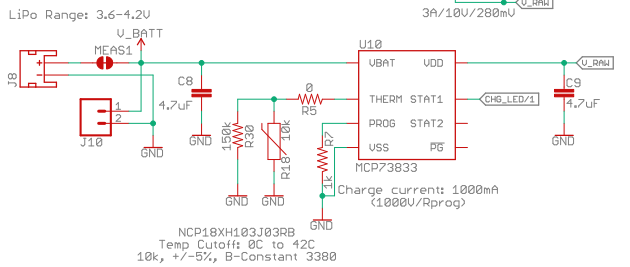 V_RAW
3A/10V/280mV
LiPo Range: 3.6-4.2V
V_BATT
MEAS1
LiPo
+
-
J8
J10
1
2
GND
C8
4.7uF
GND
U10
VBAT
VDD
THERM
STAT1
PROG
STAT2
VSS
PG
MCP73833
V_RAW
CHG_LED/1
C9
4.7uF
GND
0
R5
150k
R30
10k
R18
GND
GND
R7
1k
GND
Charge current: 1000mA
(1000V/Rprog)
NCP18XH103J03RB
Temp Cutoff: 0C to 42C
10k, +/-5%, B-Constant 3380